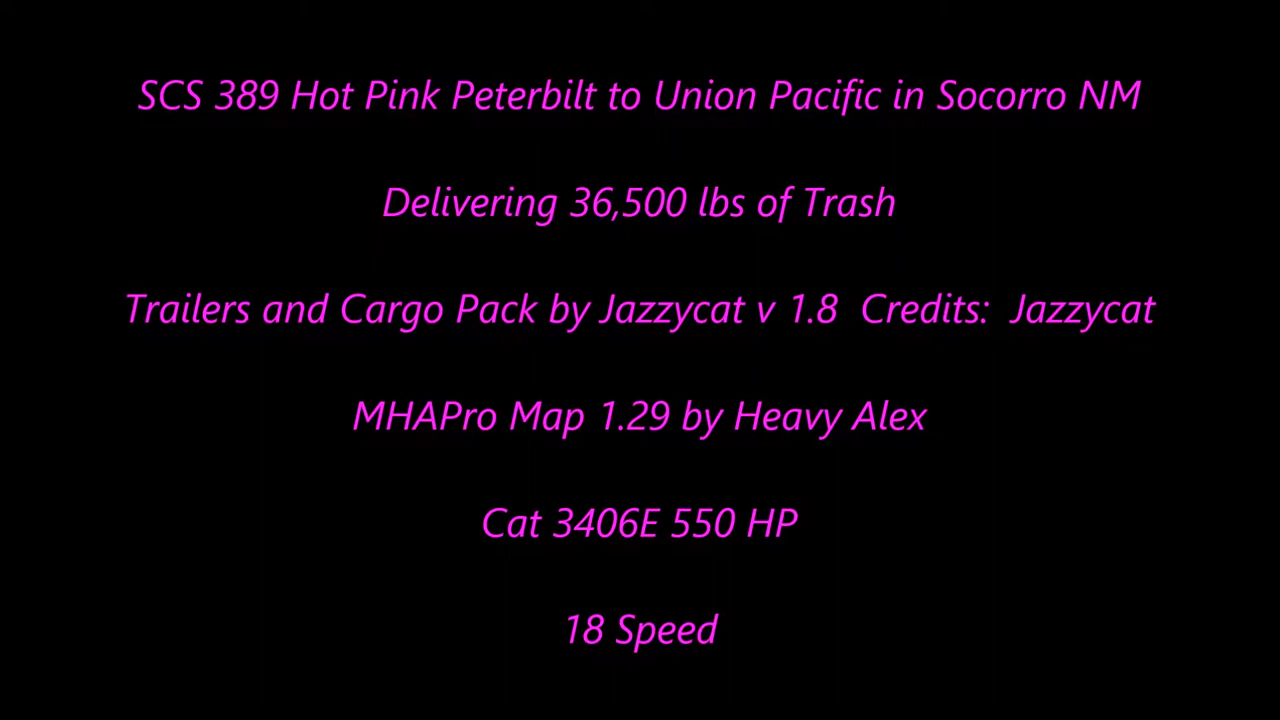 SCS 389 Hot Pink Peterbilt to Union Pacific in Socorro NM
Delivering 36,500 lbs of Trash
Trailers and Cargo Pack by Jazzycat v 1.8  Credits:  Jazzycat
MHAPro Map 1.29 by Heavy Alex
Cat 3406E 550 HP
18 Speed